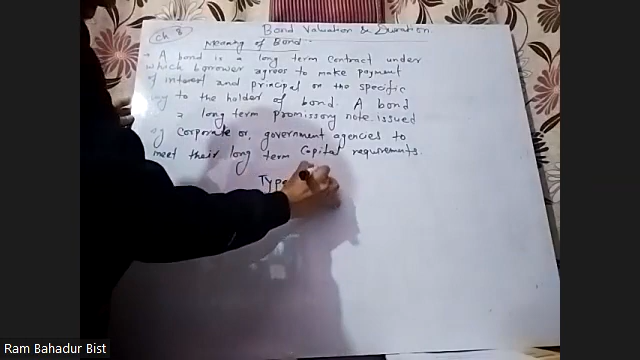 Ch 8
Bond Valuation & Duration
Meaning of Bond :-
→ A bond is a long term contract under
which borrower agrees to make payment
of interest and principal on the specific
to the holder of bond. A bond
a long term promissory note issued
by corporate or, government agencies to
meet their long term capital requirements.
Type
Ram Bahadur Bist